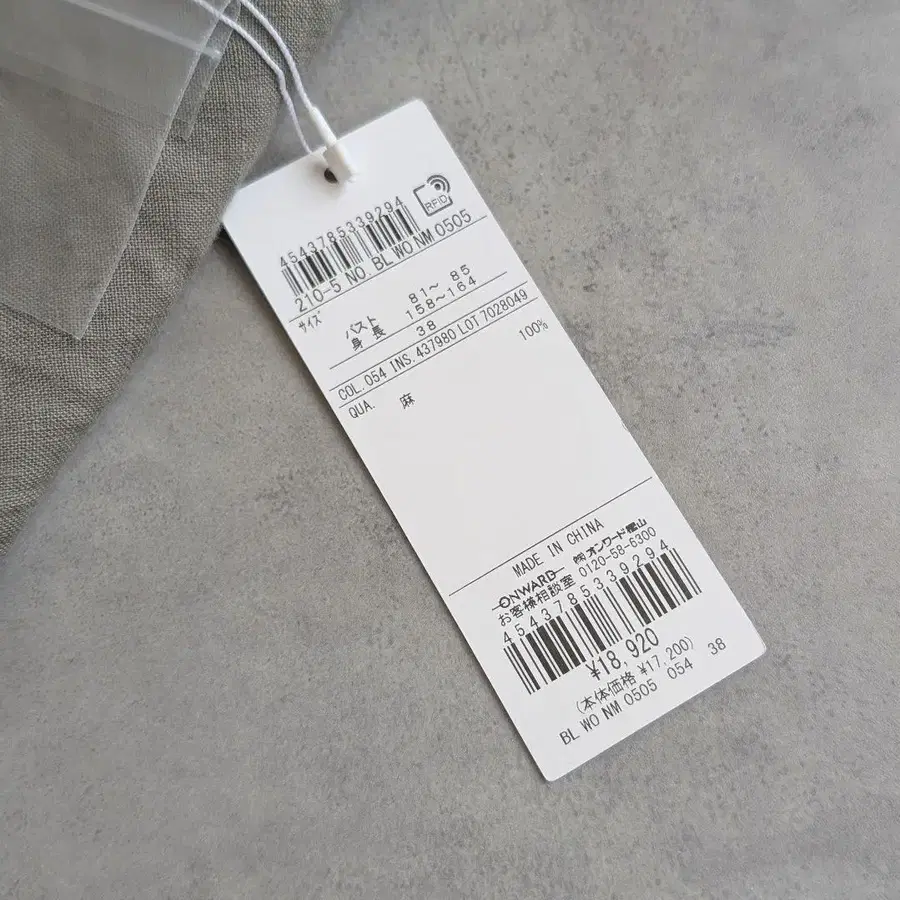 4543785339294
RFID
210-5 NO. BL WO NM 0505
サイズ
バスト 81～ 85
身長 158～164
38
COL. 054 INS. 437980 LOT 7028049
QUA. 麻 100%
MADE IN CHINA
ONWARD ㈱オンワード樫山
お客様相談室 0120-58-6300
4543785339294
¥18,920
(本体価格 ¥17,200)
BL WO NM 0505 054 38